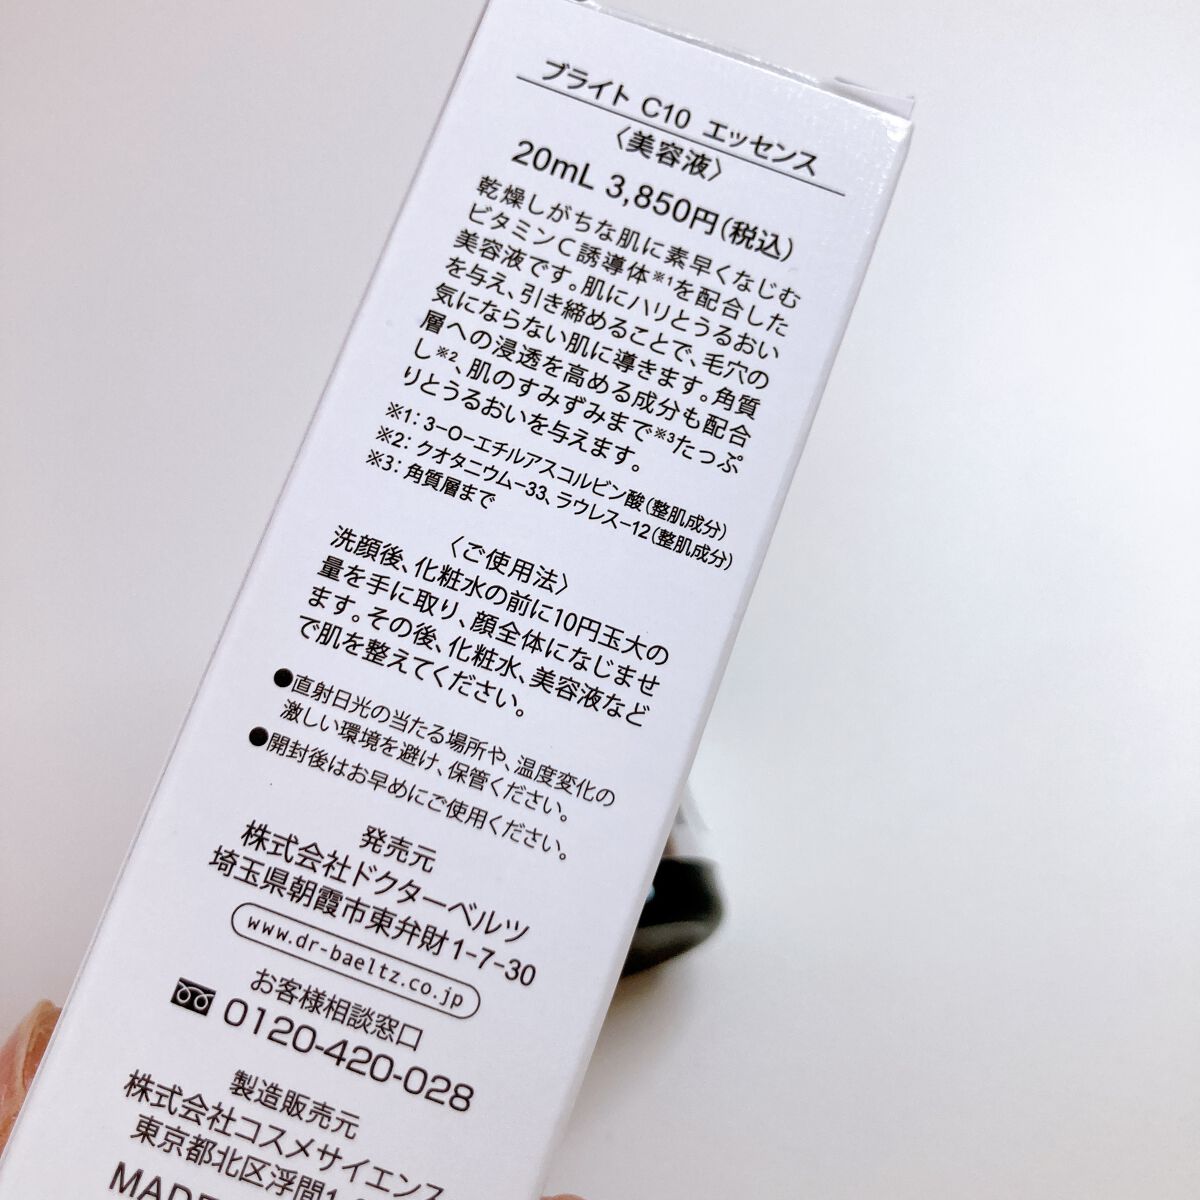 ブライト C10 エッセンス
〈美容液〉
20mL 3,850円(税込)
乾燥しがちな肌に素早くなじむ
ビタミンC誘導体※1を配合した
美容液です。肌にハリとうるおい
を与え、引き締めることで、毛穴の
気にならない肌に導きます。角質
層への浸透を高める成分も配合
し※2、肌のすみずみまで※3たっぷ
りとうるおいを与えます。
※1：3-O-エチルアスコルビン酸(整肌成分)
※2：クオタニウム-33、ラウレス-12(整肌成分)
※3：角質層まで
〈ご使用法〉
洗顔後、化粧水の前に10円玉大の
量を手に取り、顔全体になじませ
ます。その後、化粧水、美容液など
で肌を整えてください。
●直射日光の当たる場所や、温度変化の
激しい環境を避け、保管ください。
●開封後はお早めにご使用ください。
発売元
株式会社ドクターベルツ
埼玉県朝霞市東弁財1-7-30
www.dr-baeltz.co.jp
お客様相談窓口
0120-420-028
製造販売元
株式会社コスメサイエンス
東京都北区浮間1
MADE